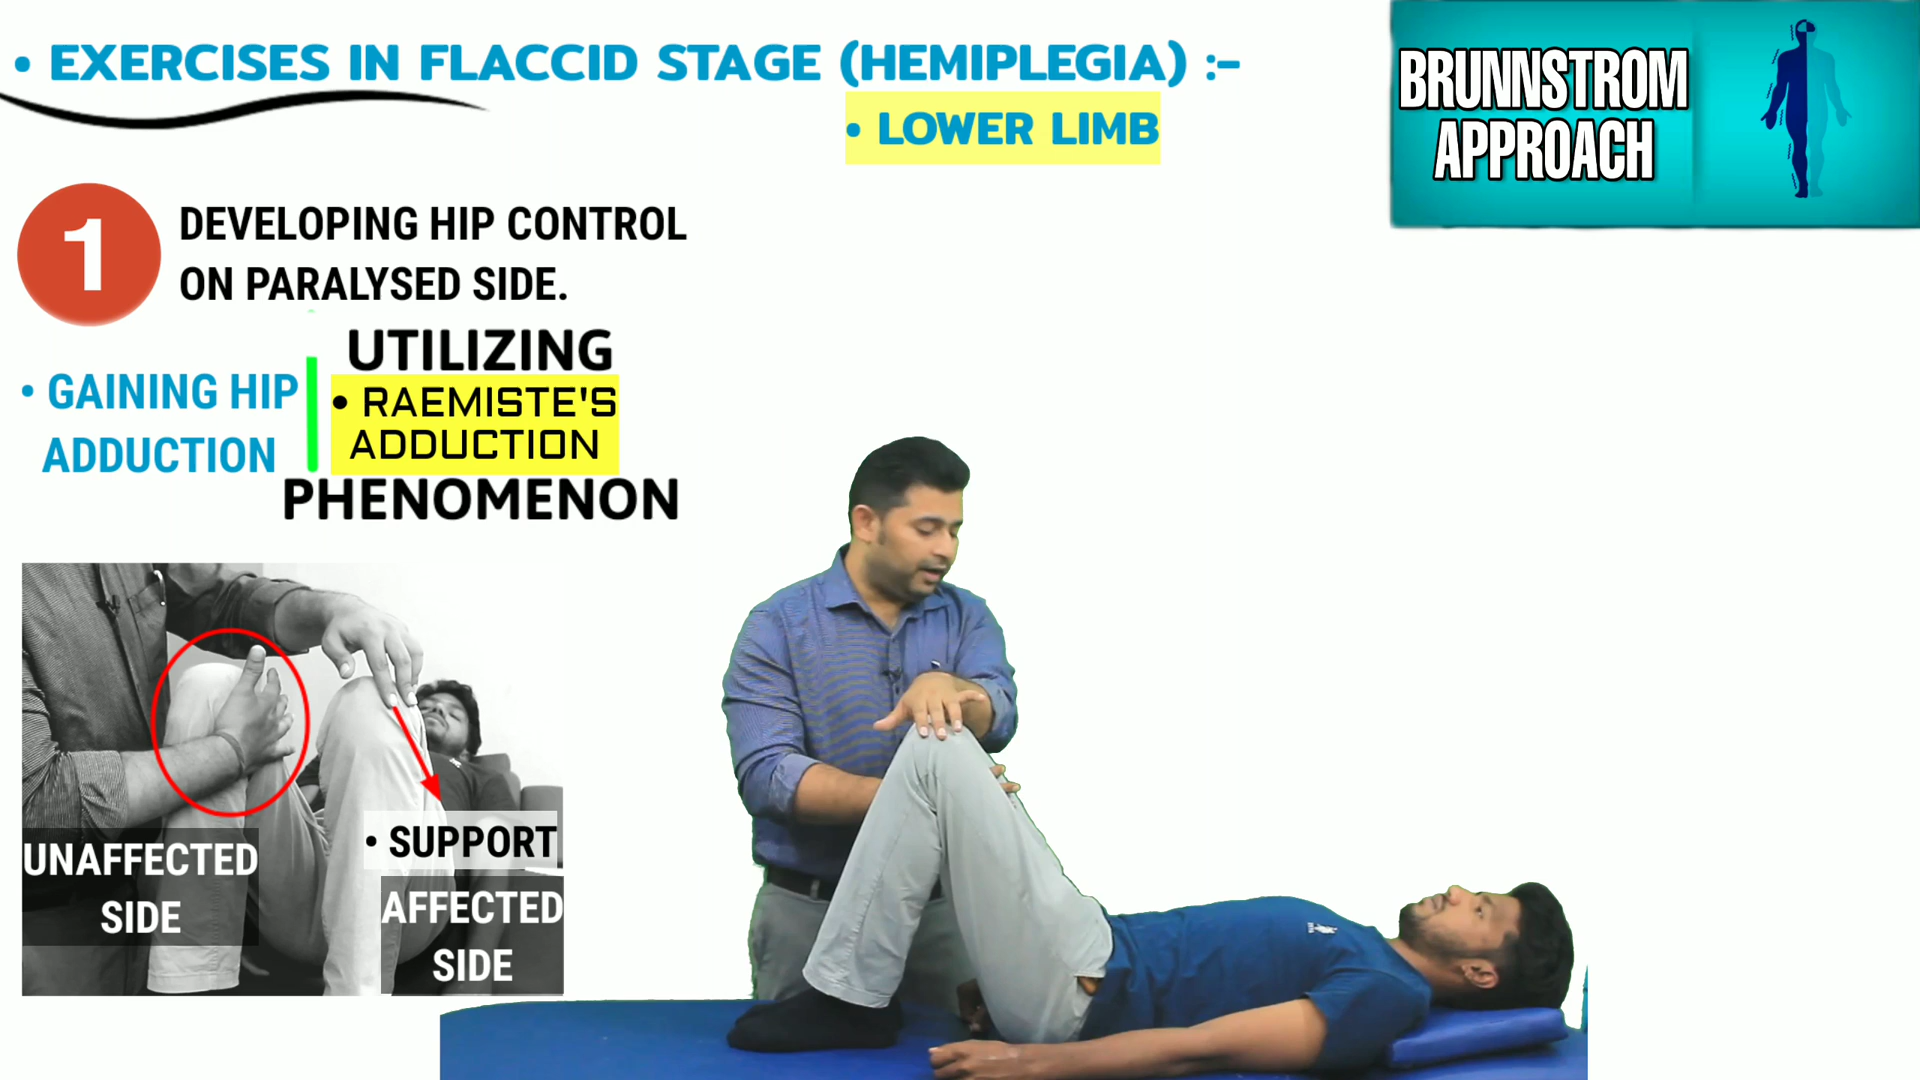 • EXERCISES IN FLACCID STAGE (HEMIPLEGIA) :-
• LOWER LIMB
BRUNNSTROM
APPROACH
1
DEVELOPING HIP CONTROL
ON PARALYSED SIDE.
• GAINING HIP
ADDUCTION
UTILIZING
• RAEMISTE'S
ADDUCTION
PHENOMENON
UNAFFECTED
SIDE
• SUPPORT
AFFECTED
SIDE